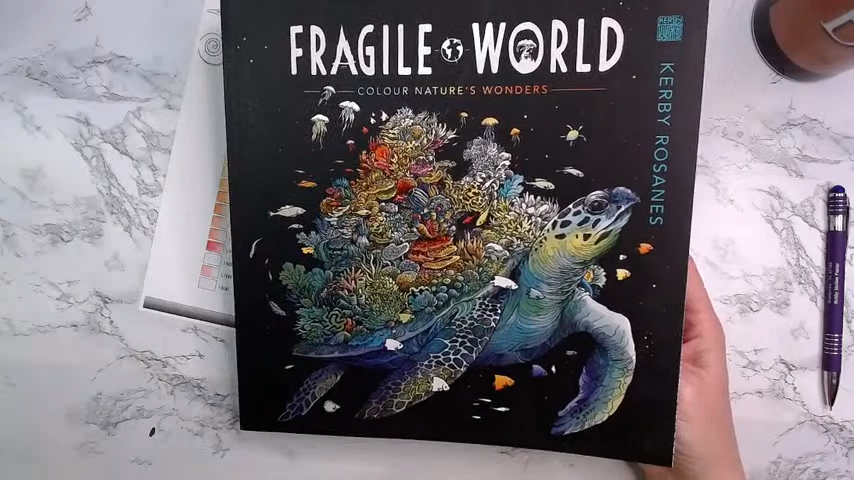 FRAGILE WORLD
COLOUR NATURE'S WONDERS
KERBY ROSANES